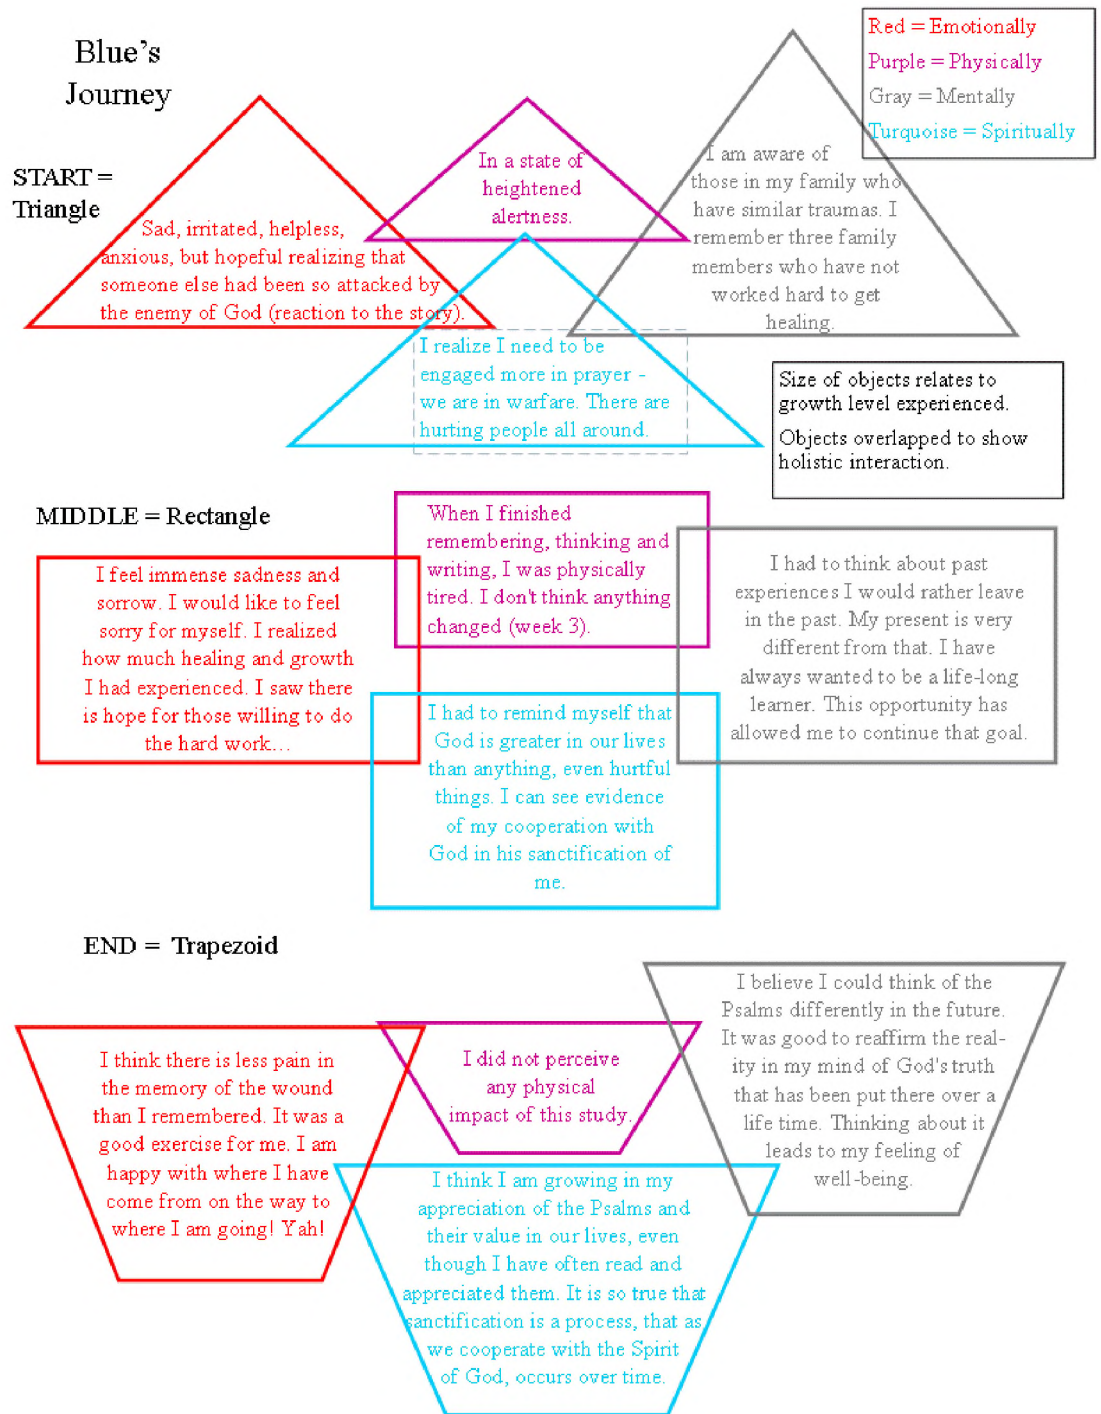 Blue's
Journey
Red = Emotionally
Purple = Physically
Gray = Mentally
Turquoise = Spiritually
START =
Triangle
Sad, irritated, helpless,
anxious, but hopeful realizing that
someone else had been so attacked by
the enemy of God (reaction to the story).
In a state of
heightened
alertness.
I am aware of
those in my family who
have similar traumas. I
remember three family
members who have not
worked hard to get
healing.
I realize I need to be
engaged more in prayer -
we are in warfare. There are
hurting people all around.
Size of objects relates to
growth level experienced.
Objects overlapped to show
holistic interaction.
MIDDLE = Rectangle
I feel immense sadness and
sorrow. I would like to feel
sorry for myself. I realized
how much healing and growth
I had experienced. I saw there
is hope for those willing to do
the hard work...
When I finished
remembering, thinking and
writing, I was physically
tired. I don't think anything
changed (week 3).
I had to think about past
experiences I would rather leave
in the past. My present is very
different from that. I have
always wanted to be a life-long
learner. This opportunity has
allowed me to continue that goal.
I had to remind myself that
God is greater in our lives
than anything, even hurtful
things. I can see evidence
of my cooperation with
God in his sanctification of
me.
END = Trapezoid
I think there is less pain in
the memory of the wound
than I remembered. It was a
good exercise for me. I am
happy with where I have
come from on the way to
where I am going! Yah!
I did not perceive
any physical
impact of this study.
I believe I could think of the
Psalms differently in the future.
It was good to reaffirm the real-
ity in my mind of God's truth
that has been put there over a
life time. Thinking about it
leads to my feeling of
well-being.
I think I am growing in my
appreciation of the Psalms and
their value in our lives, even
though I have often read and
appreciated them. It is so true that
sanctification is a process, that as
we cooperate with the Spirit
of God, occurs over time.